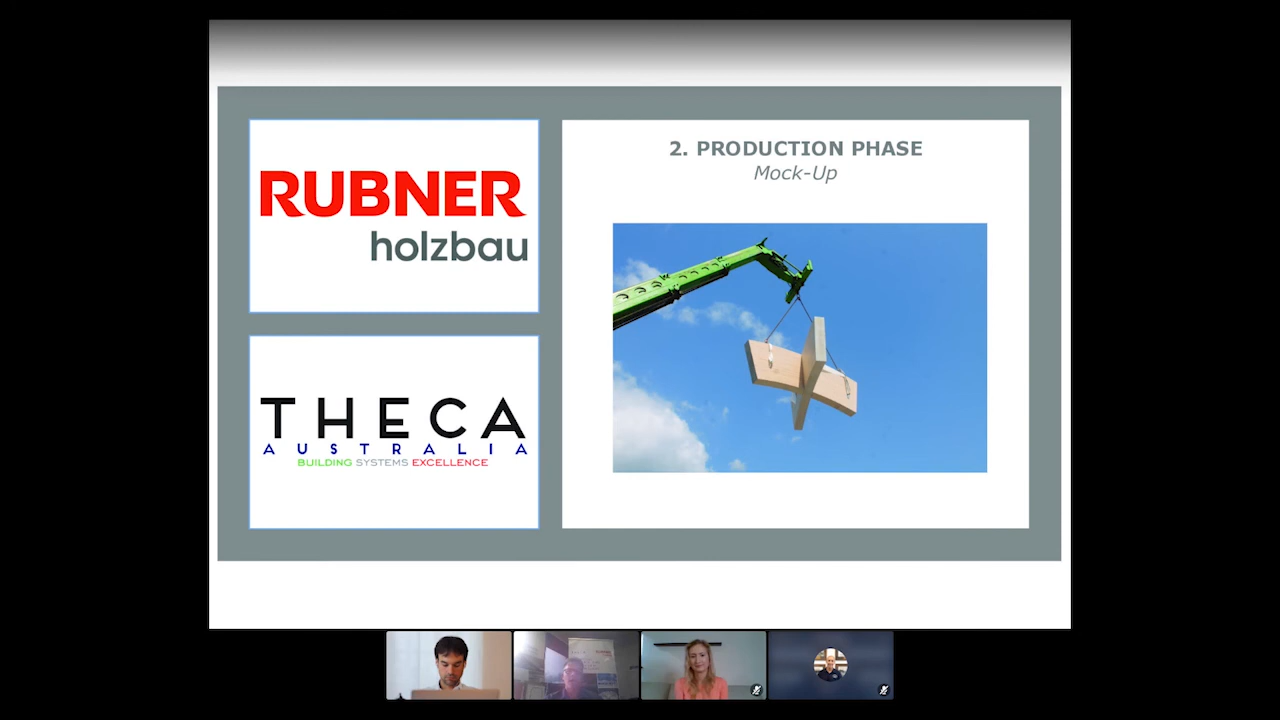 RUBNER
holzbau
THECA
AUSTRALIA
BUILDING SYSTEMS EXCELLENCE
2. PRODUCTION PHASE
Mock-Up